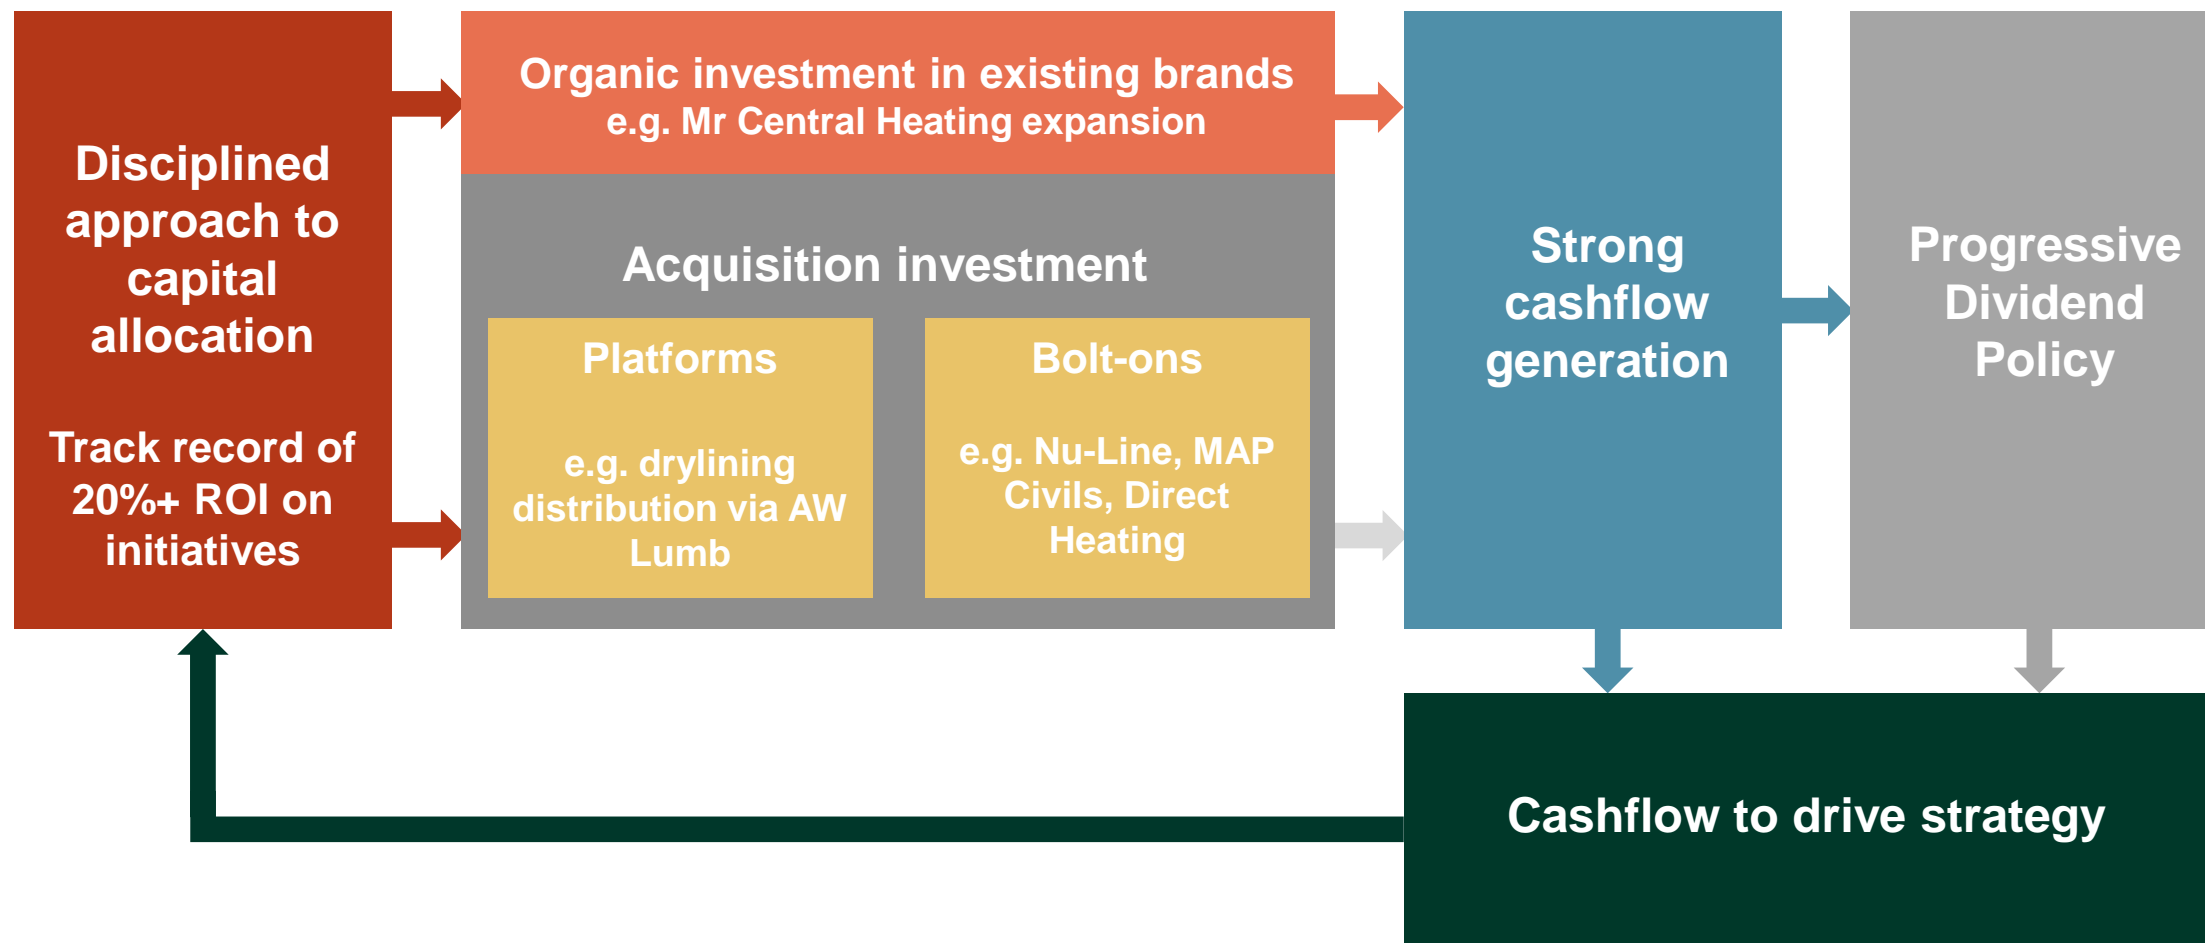 Disciplined
approach to
capital
allocation
Track record of
20%+ ROI on
initiatives
Organic investment in existing brands
e.g. Mr Central Heating expansion
Acquisition investment
Platforms
e.g. drylining
distribution via AW
Lumb
Bolt-ons
e.g. Nu-Line, MAP
Civils, Direct
Heating
Strong
cashflow
generation
Progressive
Dividend
Policy
Cashflow to drive strategy